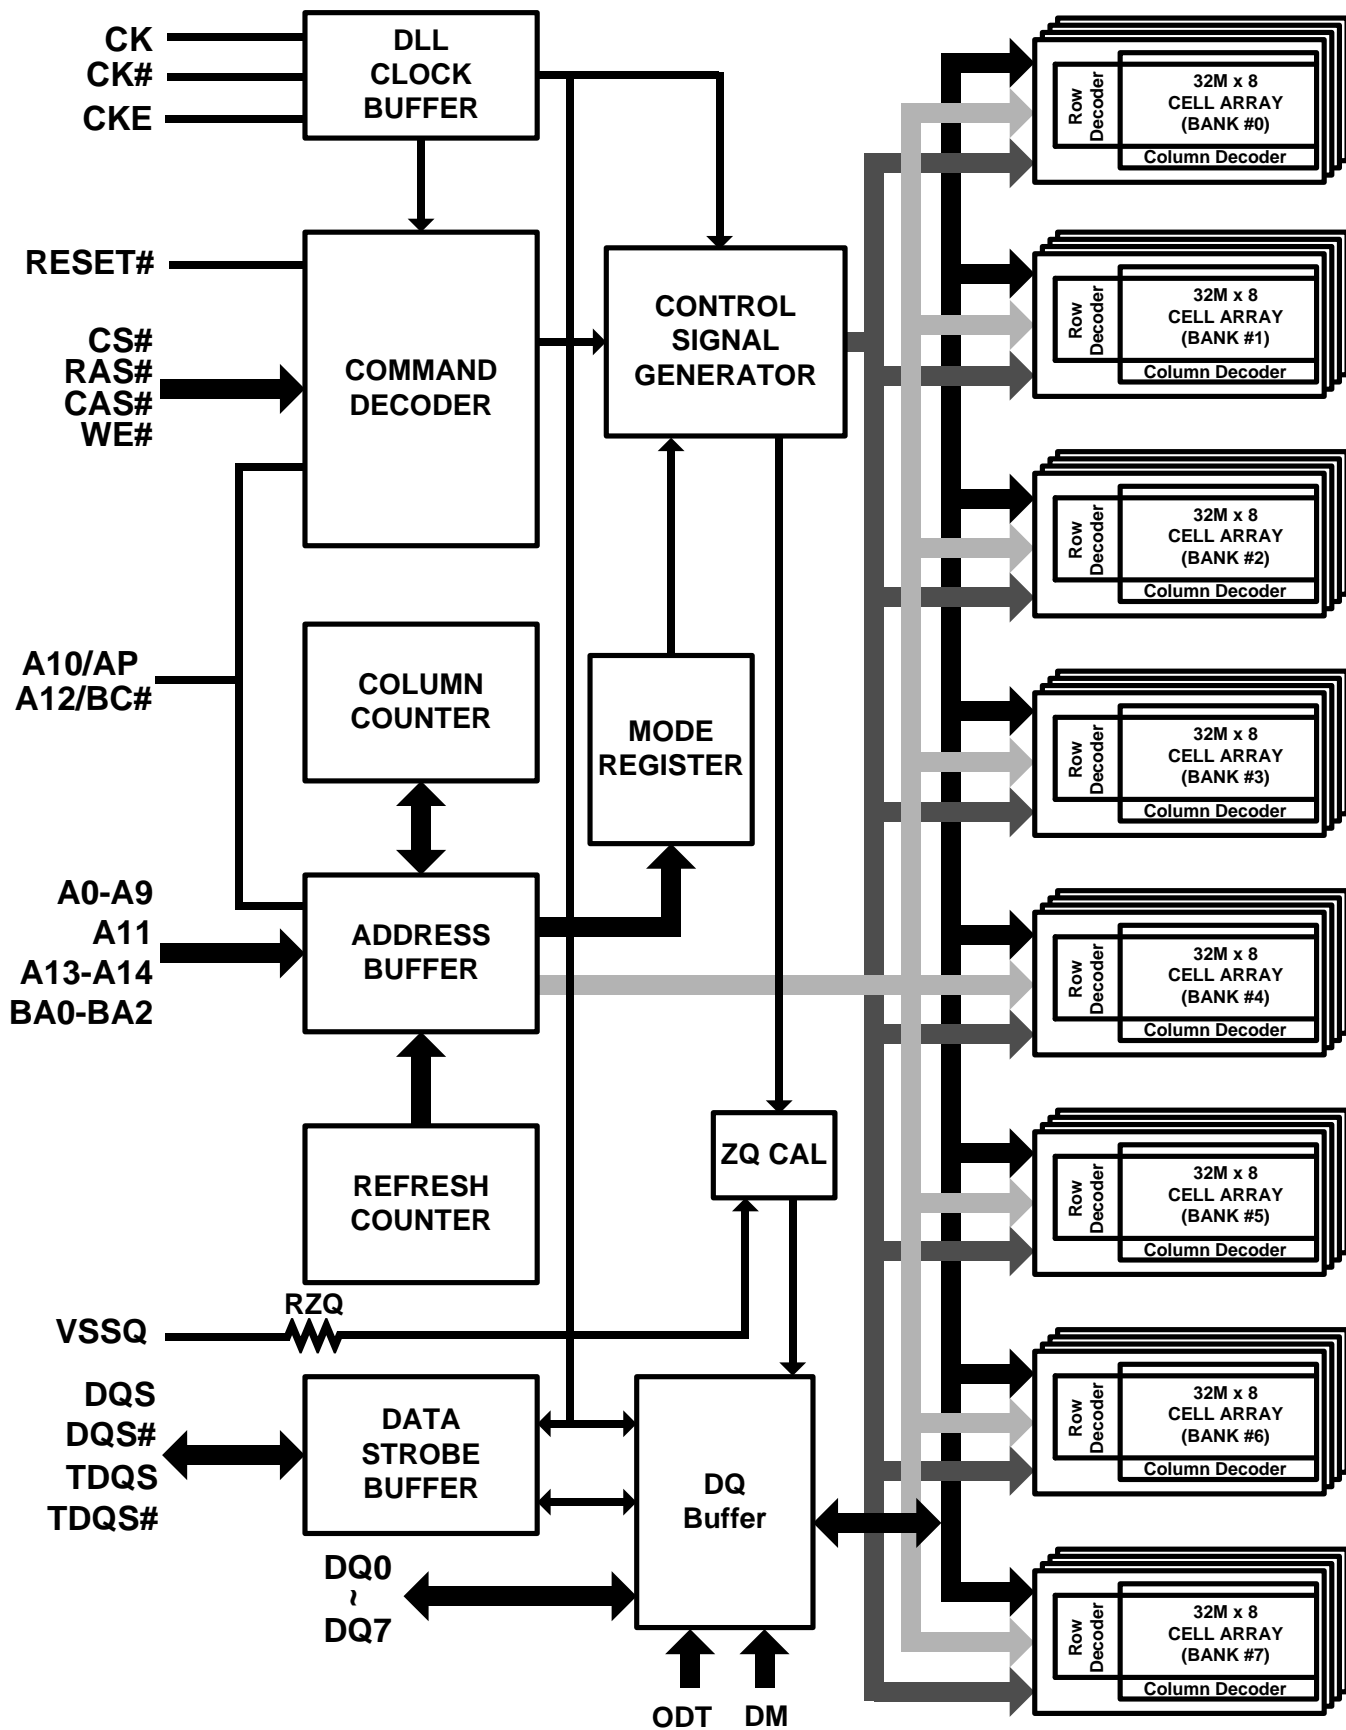 CK
CK#
CKE
DLL
CLOCK
BUFFER
RESET#
CS#
RAS#
CAS#
WE#
COMMAND
DECODER
CONTROL
SIGNAL
GENERATOR
A10/AP
A12/BC#
COLUMN
COUNTER
MODE
REGISTER
A0-A9
A11
A13-A14
BA0-BA2
ADDRESS
BUFFER
REFRESH
COUNTER
ZQ CAL
VSSQ
RZQ
DQS
DQS#
TDQS
TDQS#
DATA
STROBE
BUFFER
DQ
Buffer
DQ0
~
DQ7
ODT
DM
Row
Decoder
32M x 8
CELL ARRAY
(BANK #0)
Column Decoder
Row
Decoder
32M x 8
CELL ARRAY
(BANK #1)
Column Decoder
Row
Decoder
32M x 8
CELL ARRAY
(BANK #2)
Column Decoder
Row
Decoder
32M x 8
CELL ARRAY
(BANK #3)
Column Decoder
Row
Decoder
32M x 8
CELL ARRAY
(BANK #4)
Column Decoder
Row
Decoder
32M x 8
CELL ARRAY
(BANK #5)
Column Decoder
Row
Decoder
32M x 8
CELL ARRAY
(BANK #6)
Column Decoder
Row
Decoder
32M x 8
CELL ARRAY
(BANK #7)
Column Decoder